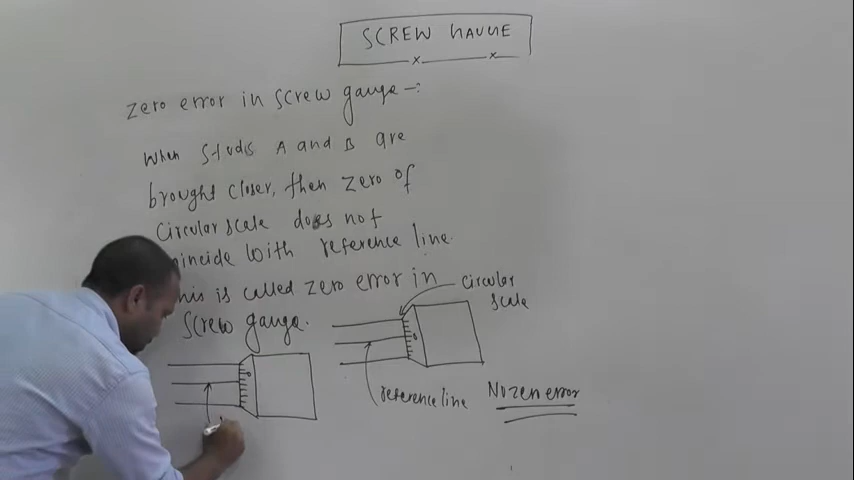 SCREW GAUGE
zero error in screw gauge -:
When studs A and B are
brought closer, then zero of
circular scale does not
coincide with reference line.
This is called zero error in
screw gauge.
circular
scale
reference line
No zero error